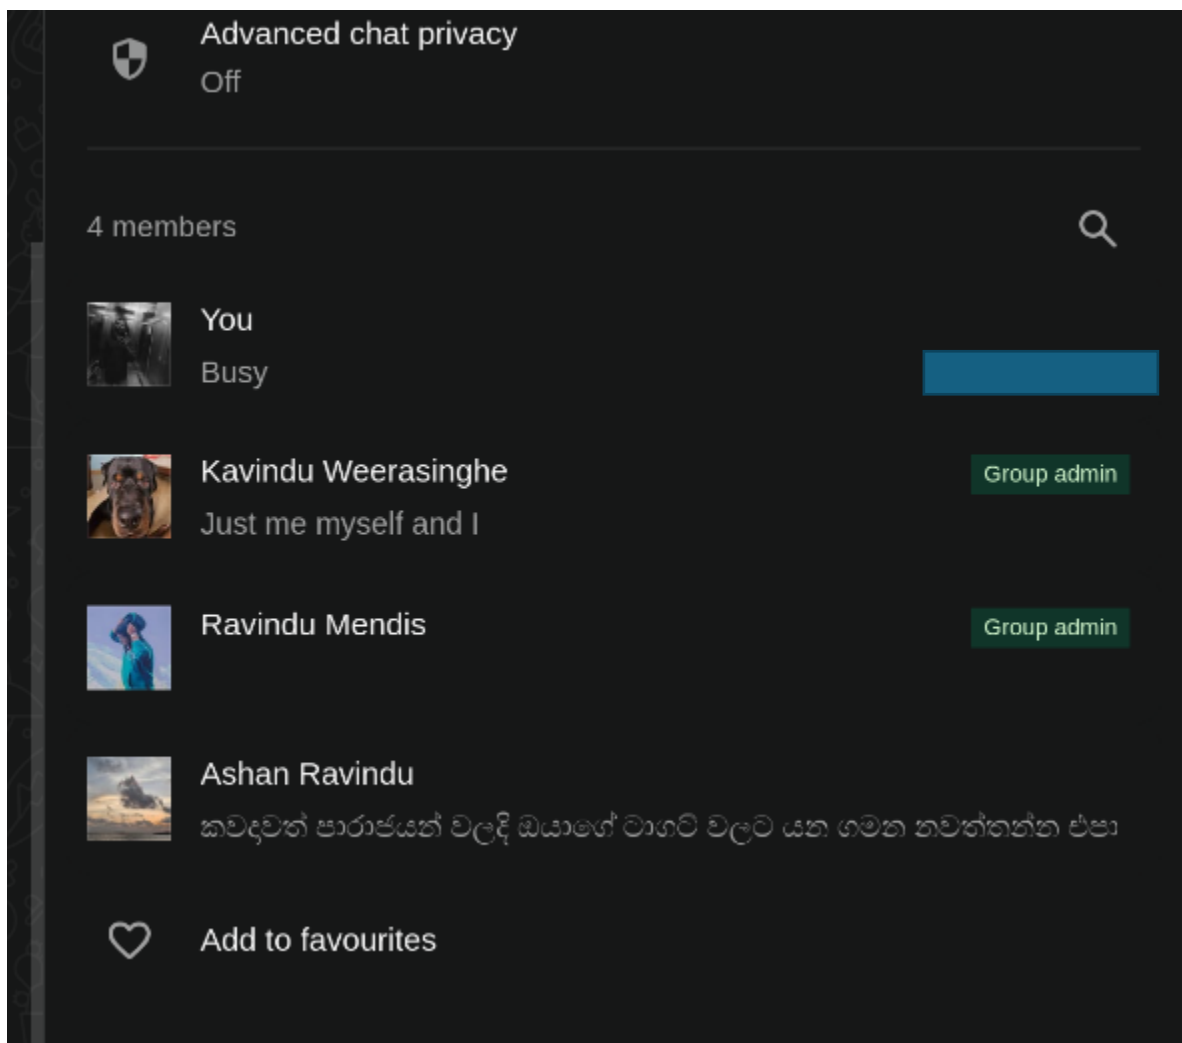 Advanced chat privacy
Off
4 members
You
Busy
Kavindu Weerasinghe
Group admin
Just me myself and I
Ravindu Mendis
Group admin
Ashan Ravindu
කවදාවත් පාරාජයන් වලදි ඔයාගේ ටාගට් වලට යන ගමන නවත්තන්න එපා
Add to favourites